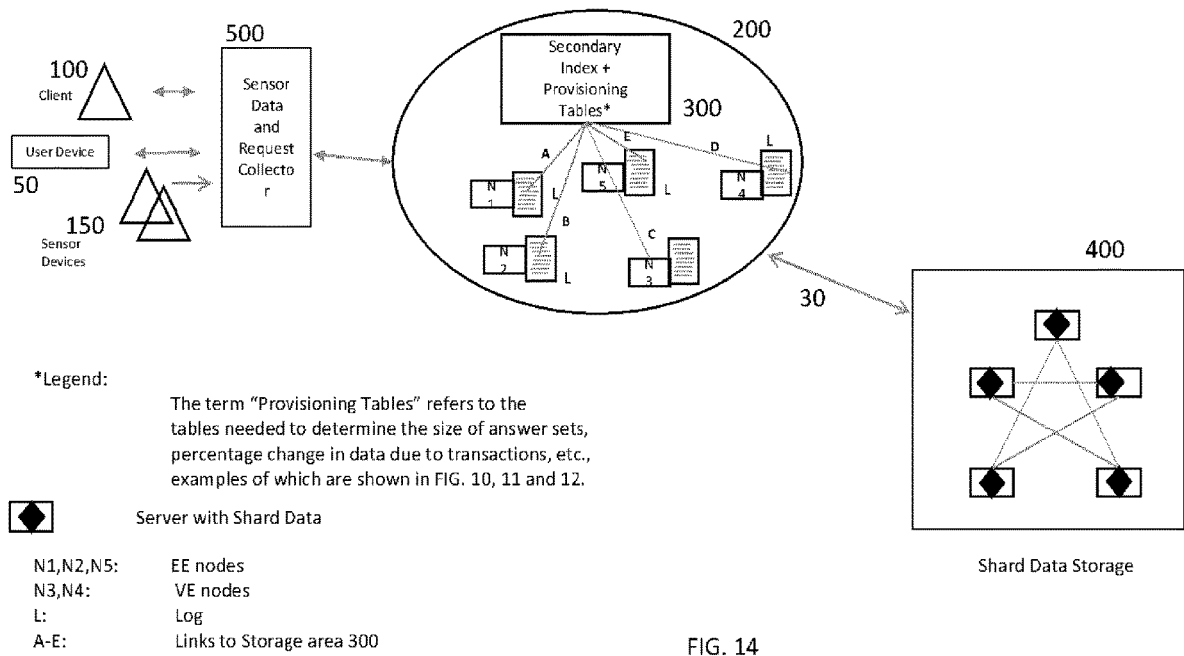 500
200
100
Client
Sensor
Data
and
Request
Collecto
r
Secondary
Index +
Provisioning
Tables*
300
User Device
50
150
Sensor
Devices
A
B
C
D
E
N
1
L
N
2
L
N
5
L
N
3
N
4
L
30
400
Shard Data Storage
*Legend:
The term “Provisioning Tables” refers to the
tables needed to determine the size of answer sets,
percentage change in data due to transactions, etc.,
examples of which are shown in FIG. 10, 11 and 12.
Server with Shard Data
N1,N2,N5: EE nodes
N3,N4: VE nodes
L: Log
A-E: Links to Storage area 300
FIG. 14